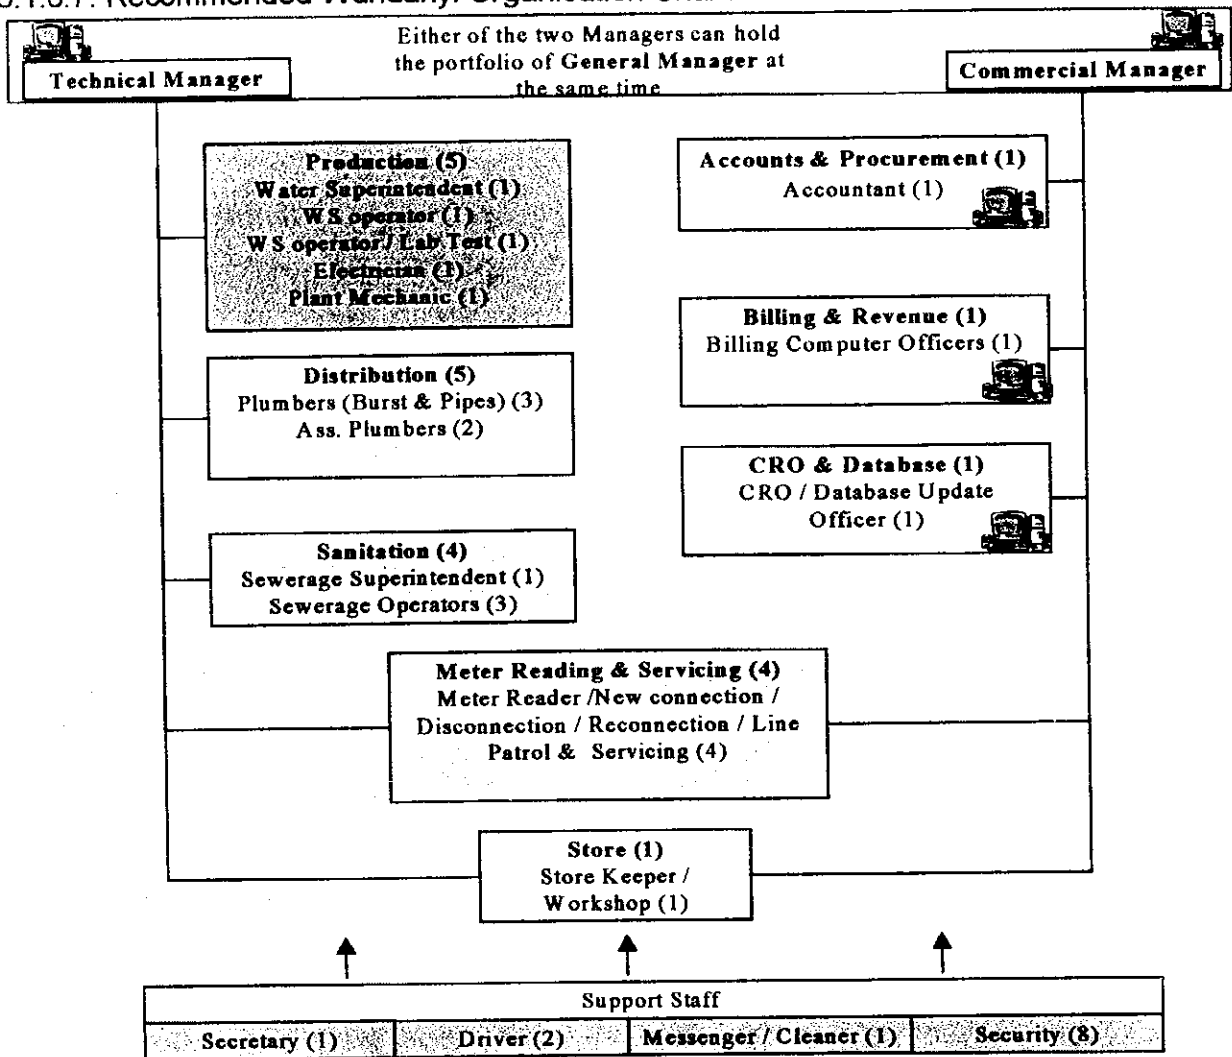 Recommended
Organisation
Either of the two Managers can hold
the portfolio of General Manager at
the same time
Technical Manager
Commercial Manager
Production (5)
Water Superintendent (1)
WS operator (1)
WS operator / Lab Test (1)
Electrician (1)
Plant Mechanic (1)
Distribution (5)
Plumbers (Burst & Pipes) (3)
Ass. Plumbers (2)
Sanitation (4)
Sewerage Superintendent (1)
Sewerage Operators (3)
Accounts & Procurement (1)
Accountant (1)
Billing & Revenue (1)
Billing Computer Officers (1)
CRO & Database (1)
CRO / Database Update
Officer (1)
Meter Reading & Servicing (4)
Meter Reader /New connection /
Disconnection / Reconnection / Line
Patrol & Servicing (4)
Store (1)
Store Keeper /
Workshop (1)
Support Staff
Secretary (1)
Driver (2)
Messenger / Cleaner (1)
Security (8)